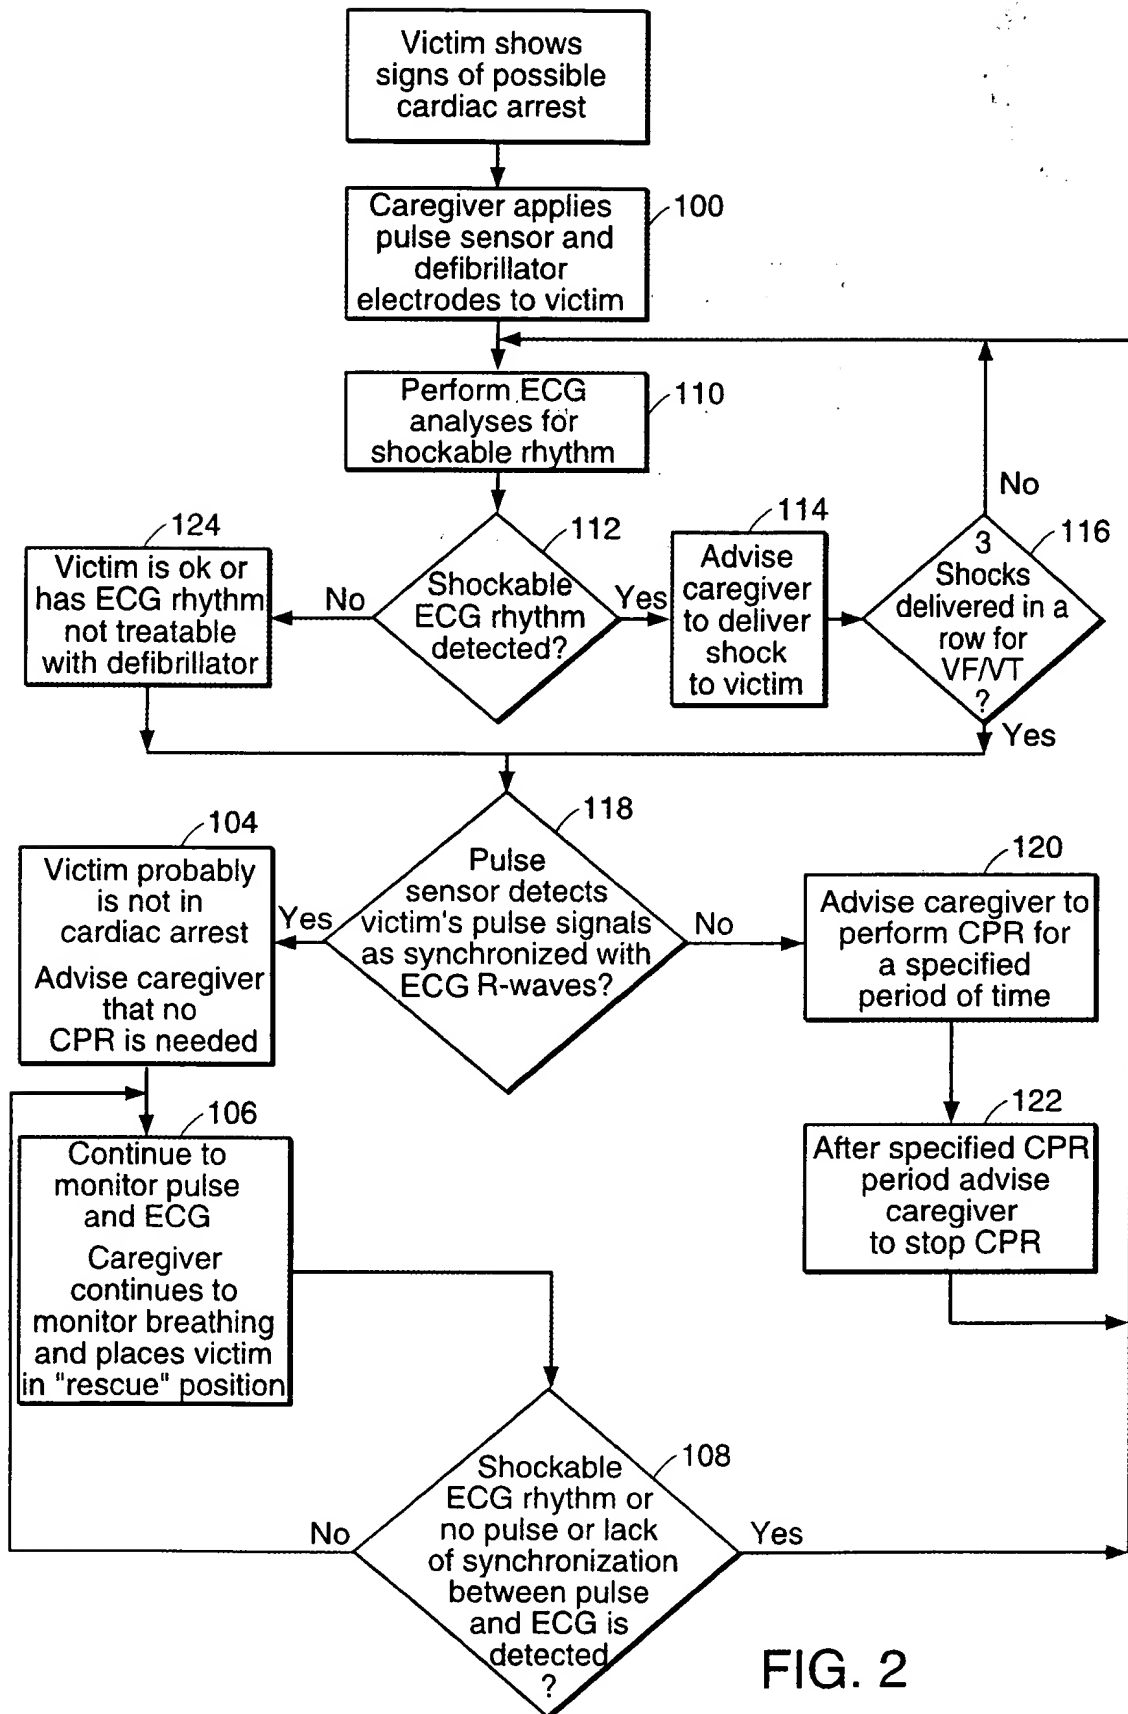 Victim shows
signs of possible
cardiac arrest
100
Caregiver applies
pulse sensor and
defibrillator
electrodes to victim
110
Perform ECG
analyses for
shockable rhythm
No
124
Victim is ok or
has ECG rhythm
not treatable
with defibrillator
No
112
Shockable
ECG rhythm
detected?
Yes
114
Advise
caregiver
to deliver
shock
to victim
116
3
Shocks
delivered in a
row for
VF/VT
?
Yes
104
Victim probably
is not in
cardiac arrest
Advise caregiver
that no
CPR is needed
Yes
118
Pulse
sensor detects
victim's pulse signals
as synchronized with
ECG R-waves?
No
120
Advise caregiver to
perform CPR for
a specified
period of time
106
Continue to
monitor pulse
and ECG
Caregiver
continues to
monitor breathing
and places victim
in "rescue" position
122
After specified CPR
period advise
caregiver
to stop CPR
No
108
Shockable
ECG rhythm or
no pulse or lack
of synchronization
between pulse
and ECG is
detected
?
Yes
FIG. 2